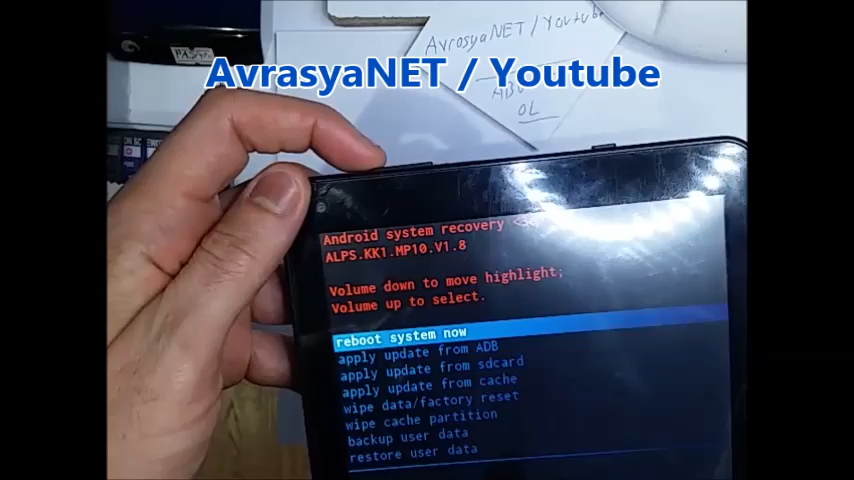 AvrasyaNET / Youtube
AvrasyaNET / Youtube
OL
Android system recovery
ALPS.KK1.MP10.V1.8
Volume down to move highlight;
Volume up to select.
reboot system now
apply update from ADB
apply update from sdcard
apply update from cache
wipe data/factory reset
wipe cache partition
backup user data
restore user data